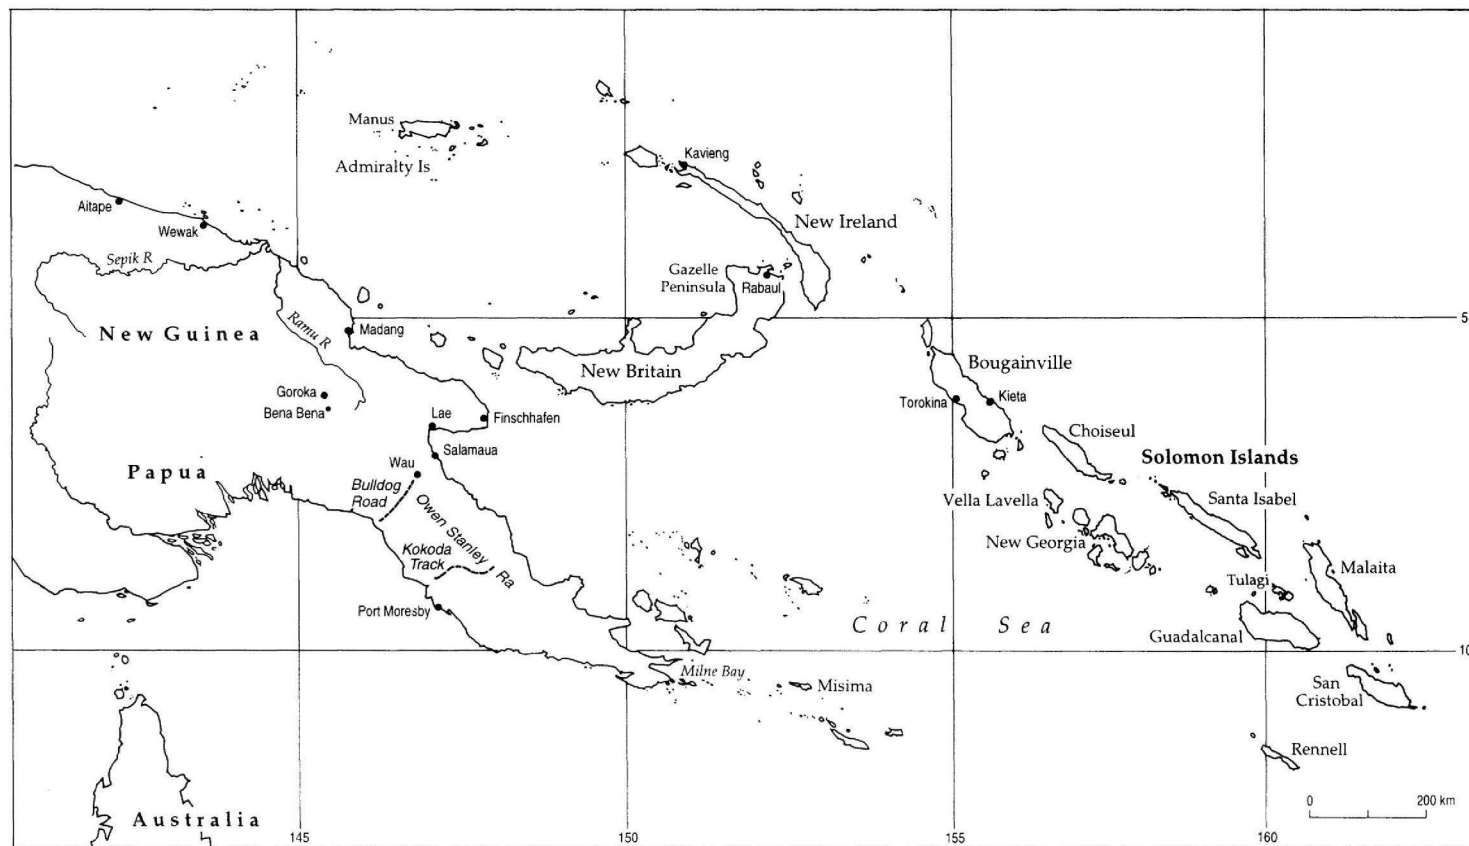 Manus
Admiralty Is
Kavieng
Aitape
Wewak
New Ireland
Sepik R
Gazelle
Peninsula
Rabaul
New Guinea
Ramu R
Madang
5
New Britain
Bougainville
Goroka
Bena Bena
Lae
Finschhafen
Torokina
Kieta
Salamaua
Choiseul
Solomon Islands
Papua
Wau
Bulldog
Road
Owen Stanley Ra
Vella Lavella
Santa Isabel
New Georgia
Kokoda
Track
Tulagi
Malaita
Port Moresby
Coral Sea
Guadalcanal
10
Milne Bay
Misima
San
Cristobal
Rennell
0 200 km
Australia
145
150
155
160